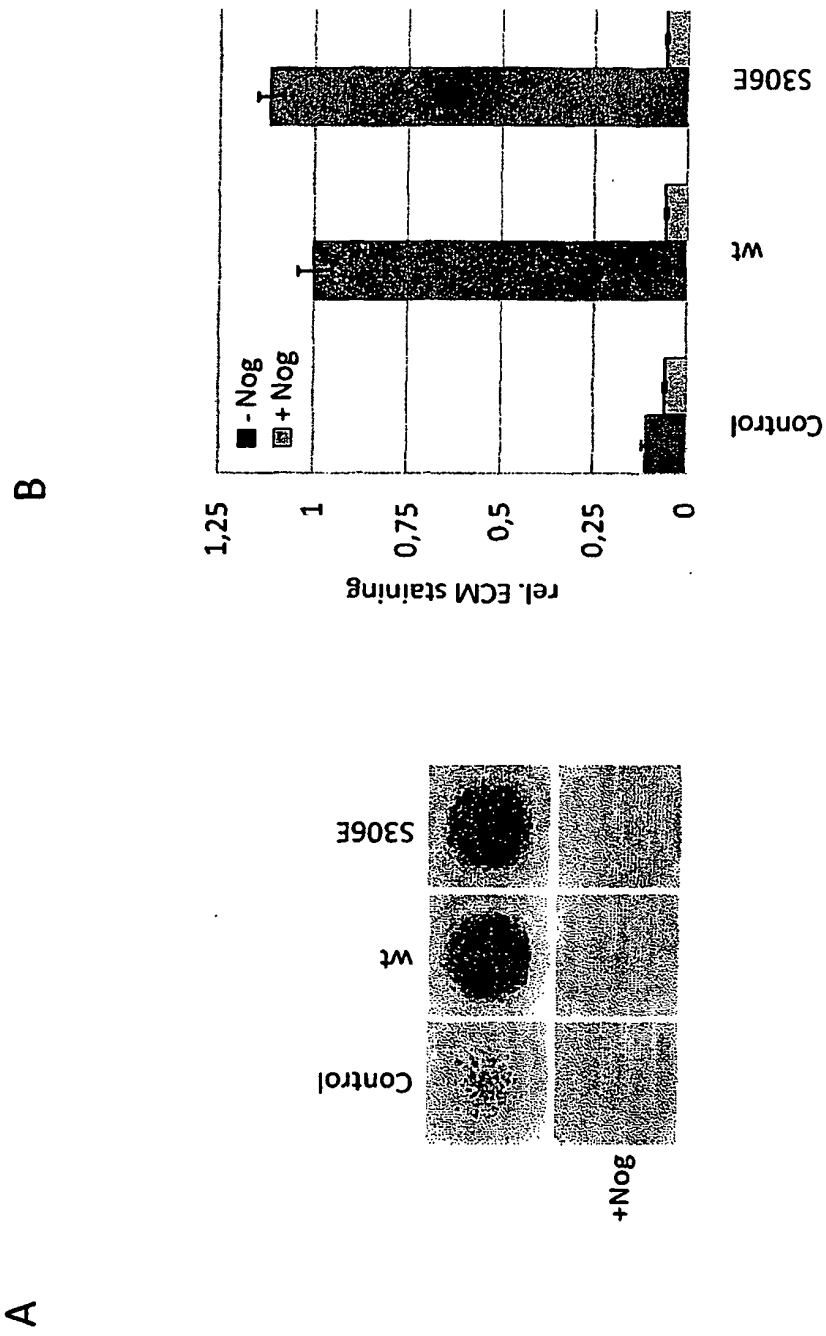 A
Control
wt
S306E
+Nog
B
rel. ECM staining
1,25
1
0,75
0,5
0,25
0
- Nog
+ Nog
Control
wt
S306E